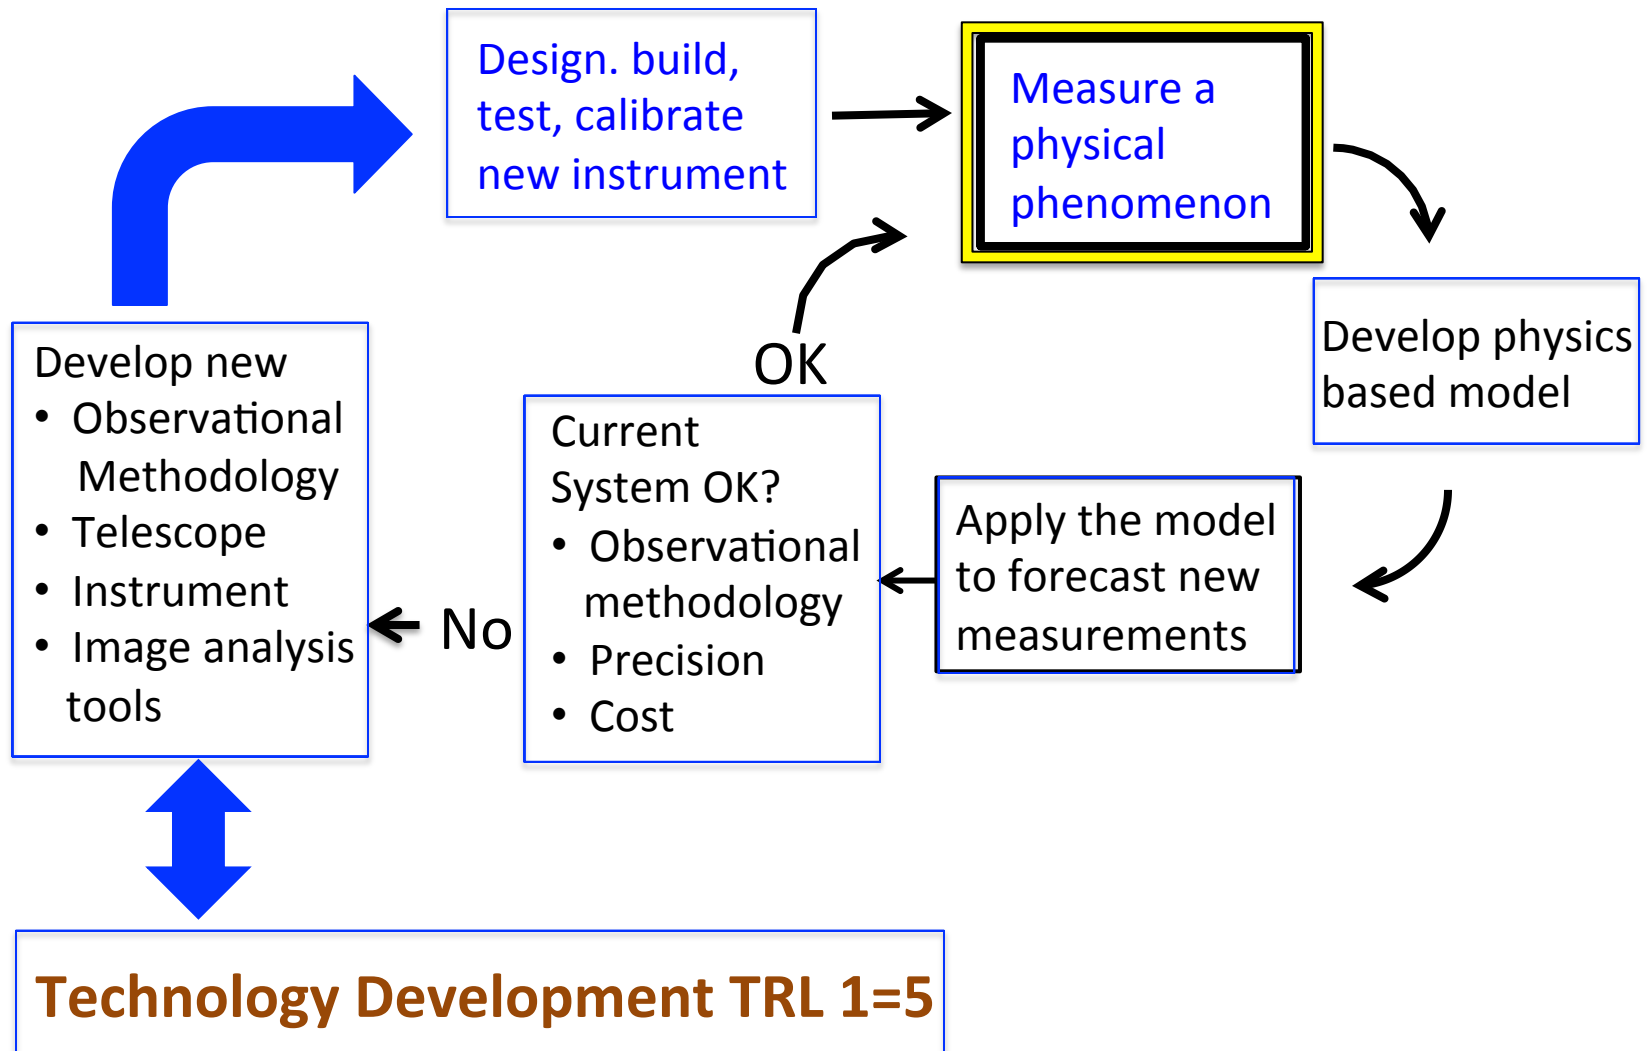 Design. build,
test, calibrate
new instrument
Measure a
physical
phenomenon
Develop physics
based model
Apply the model
to forecast new
measurements
OK
Current
System OK?
• Observational
methodology
• Precision
• Cost
No
Develop new
• Observational
Methodology
• Telescope
• Instrument
• Image analysis
tools
Technology Development TRL 1=5